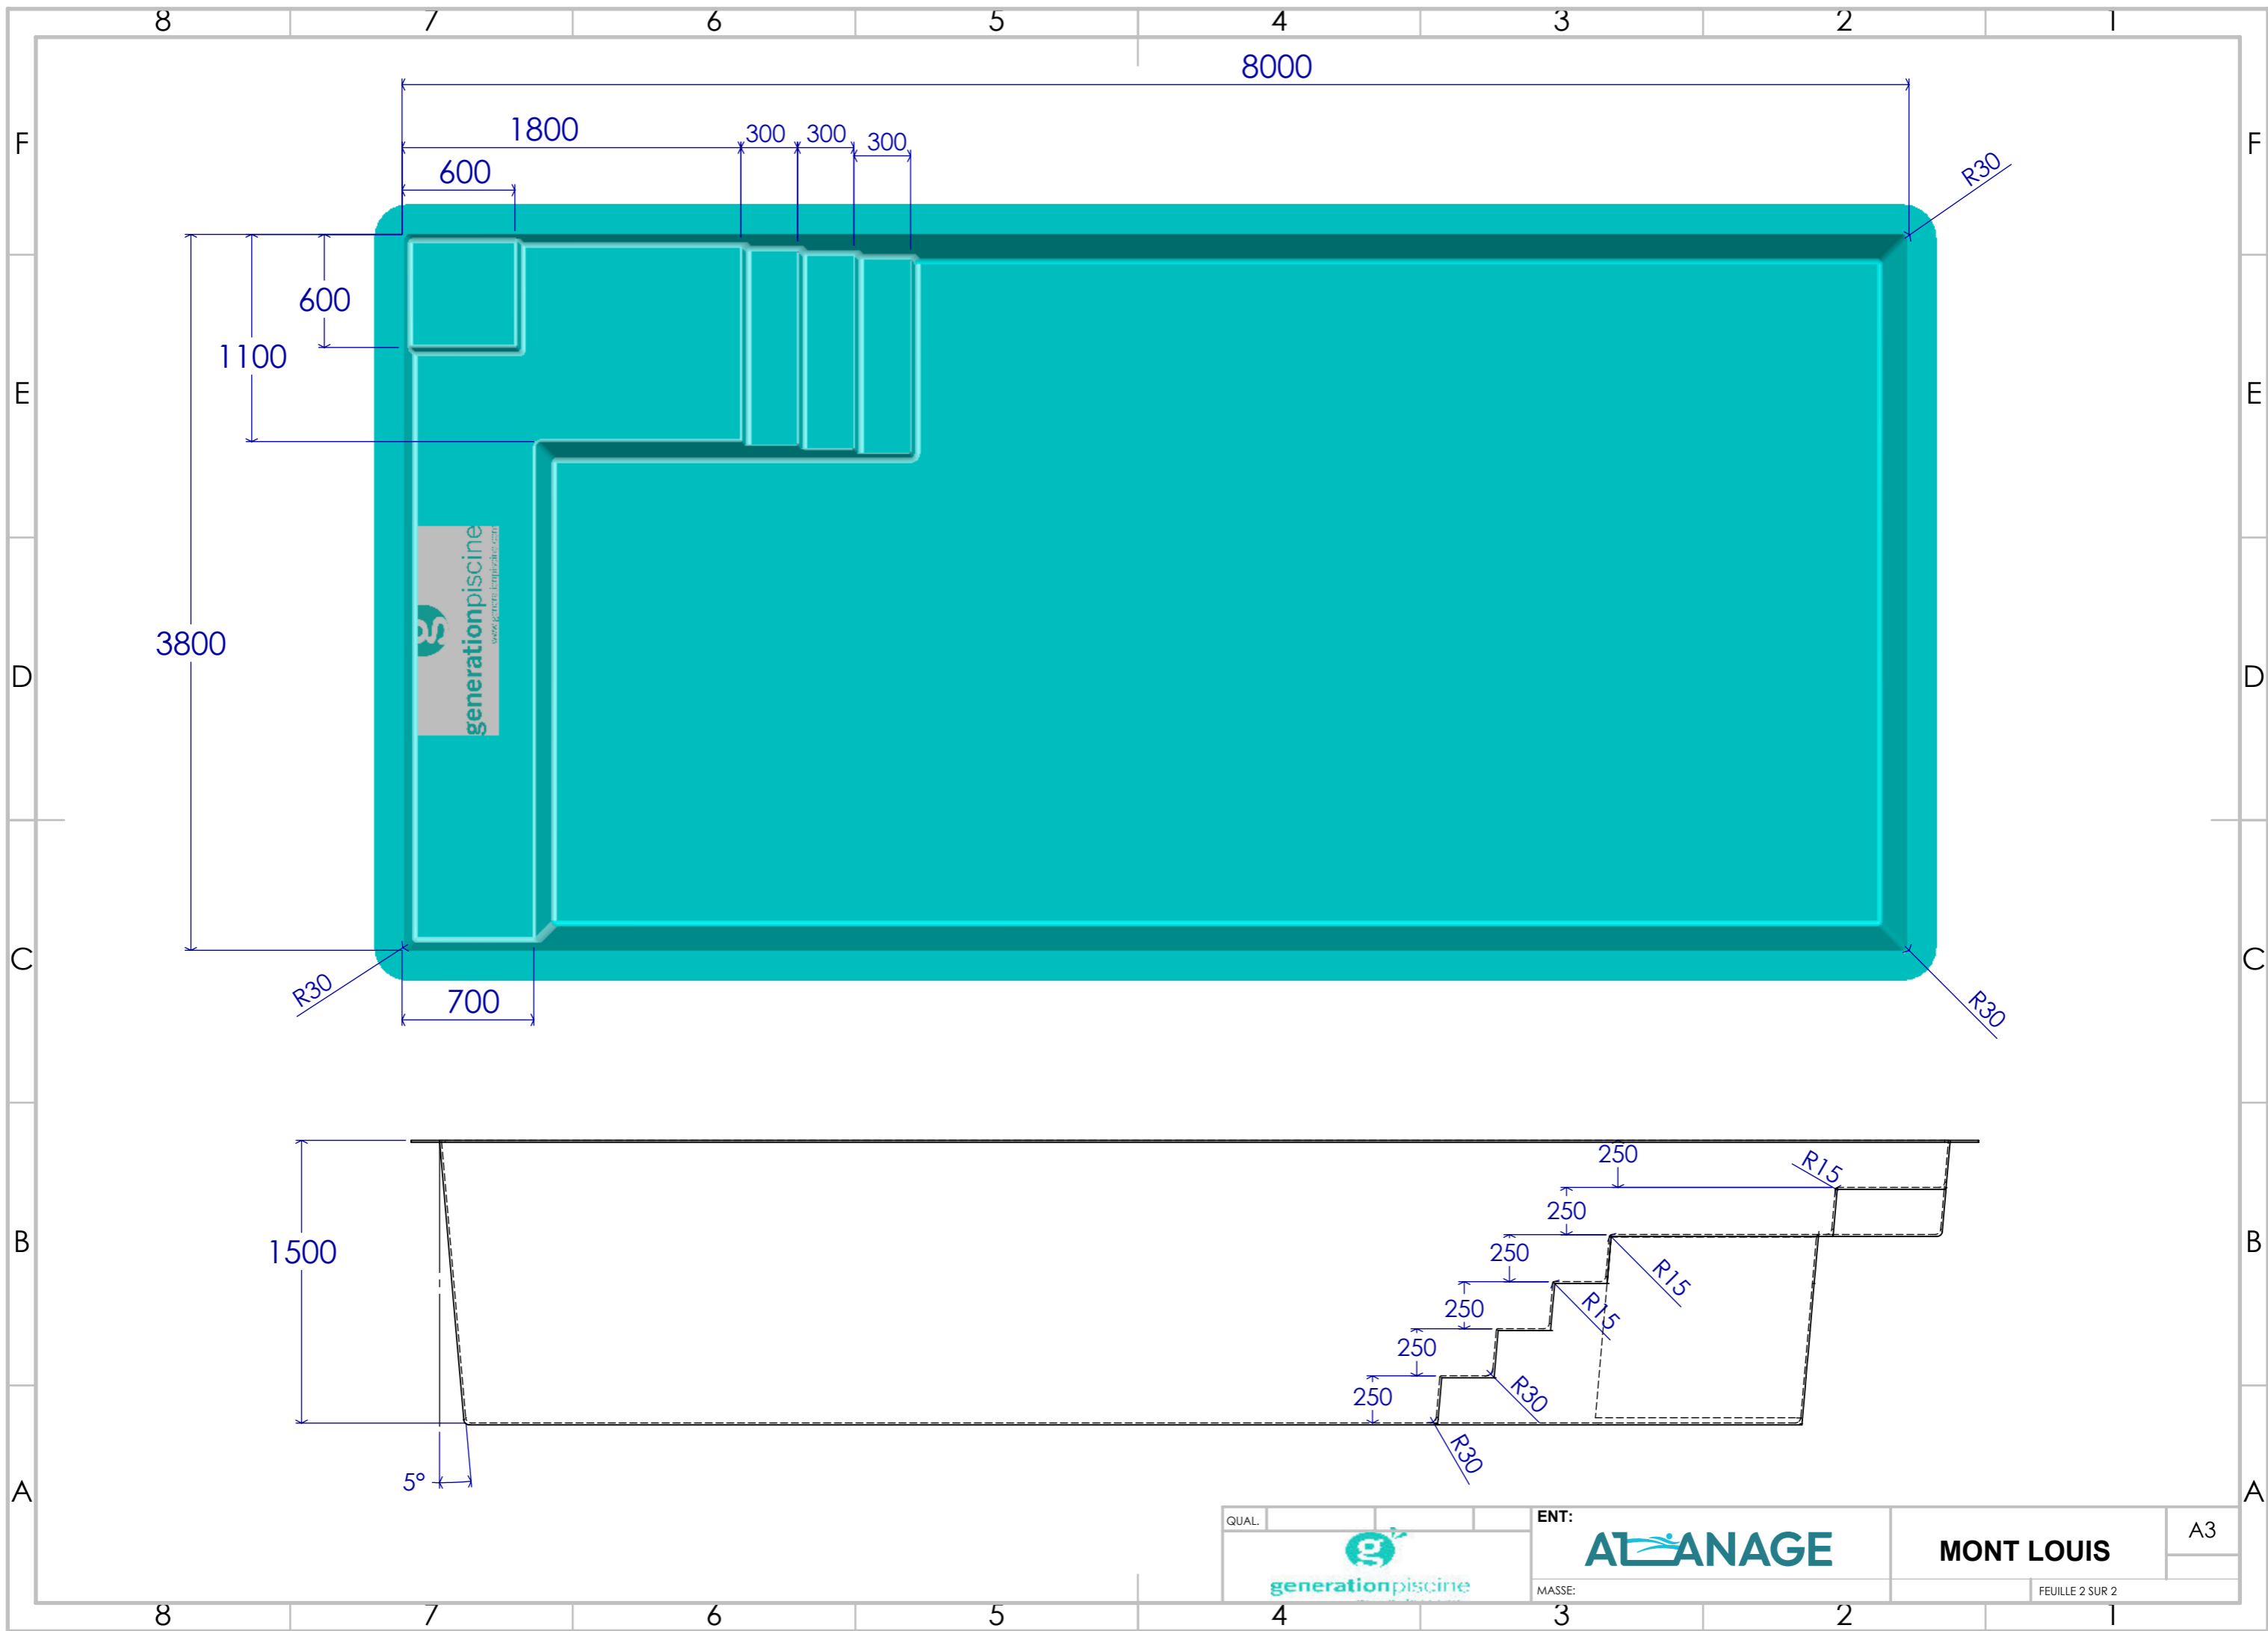 8 7 6 5 4 3 2 1
8000
1800 300 300 300
600
R30
F F
600
1100
E E
3800
generationpiscine
D D
C C
R30
700
R30
1500
250
R15
250
250
R15
250
R15
250
R30
250
R30
5°
B B
A A
QUAL.
generationpiscine
ENT:
ALLANAGE
MASSE:
MONT LOUIS
A3
FEUILLE 2 SUR 2
8 7 6 5 4 3 2 1